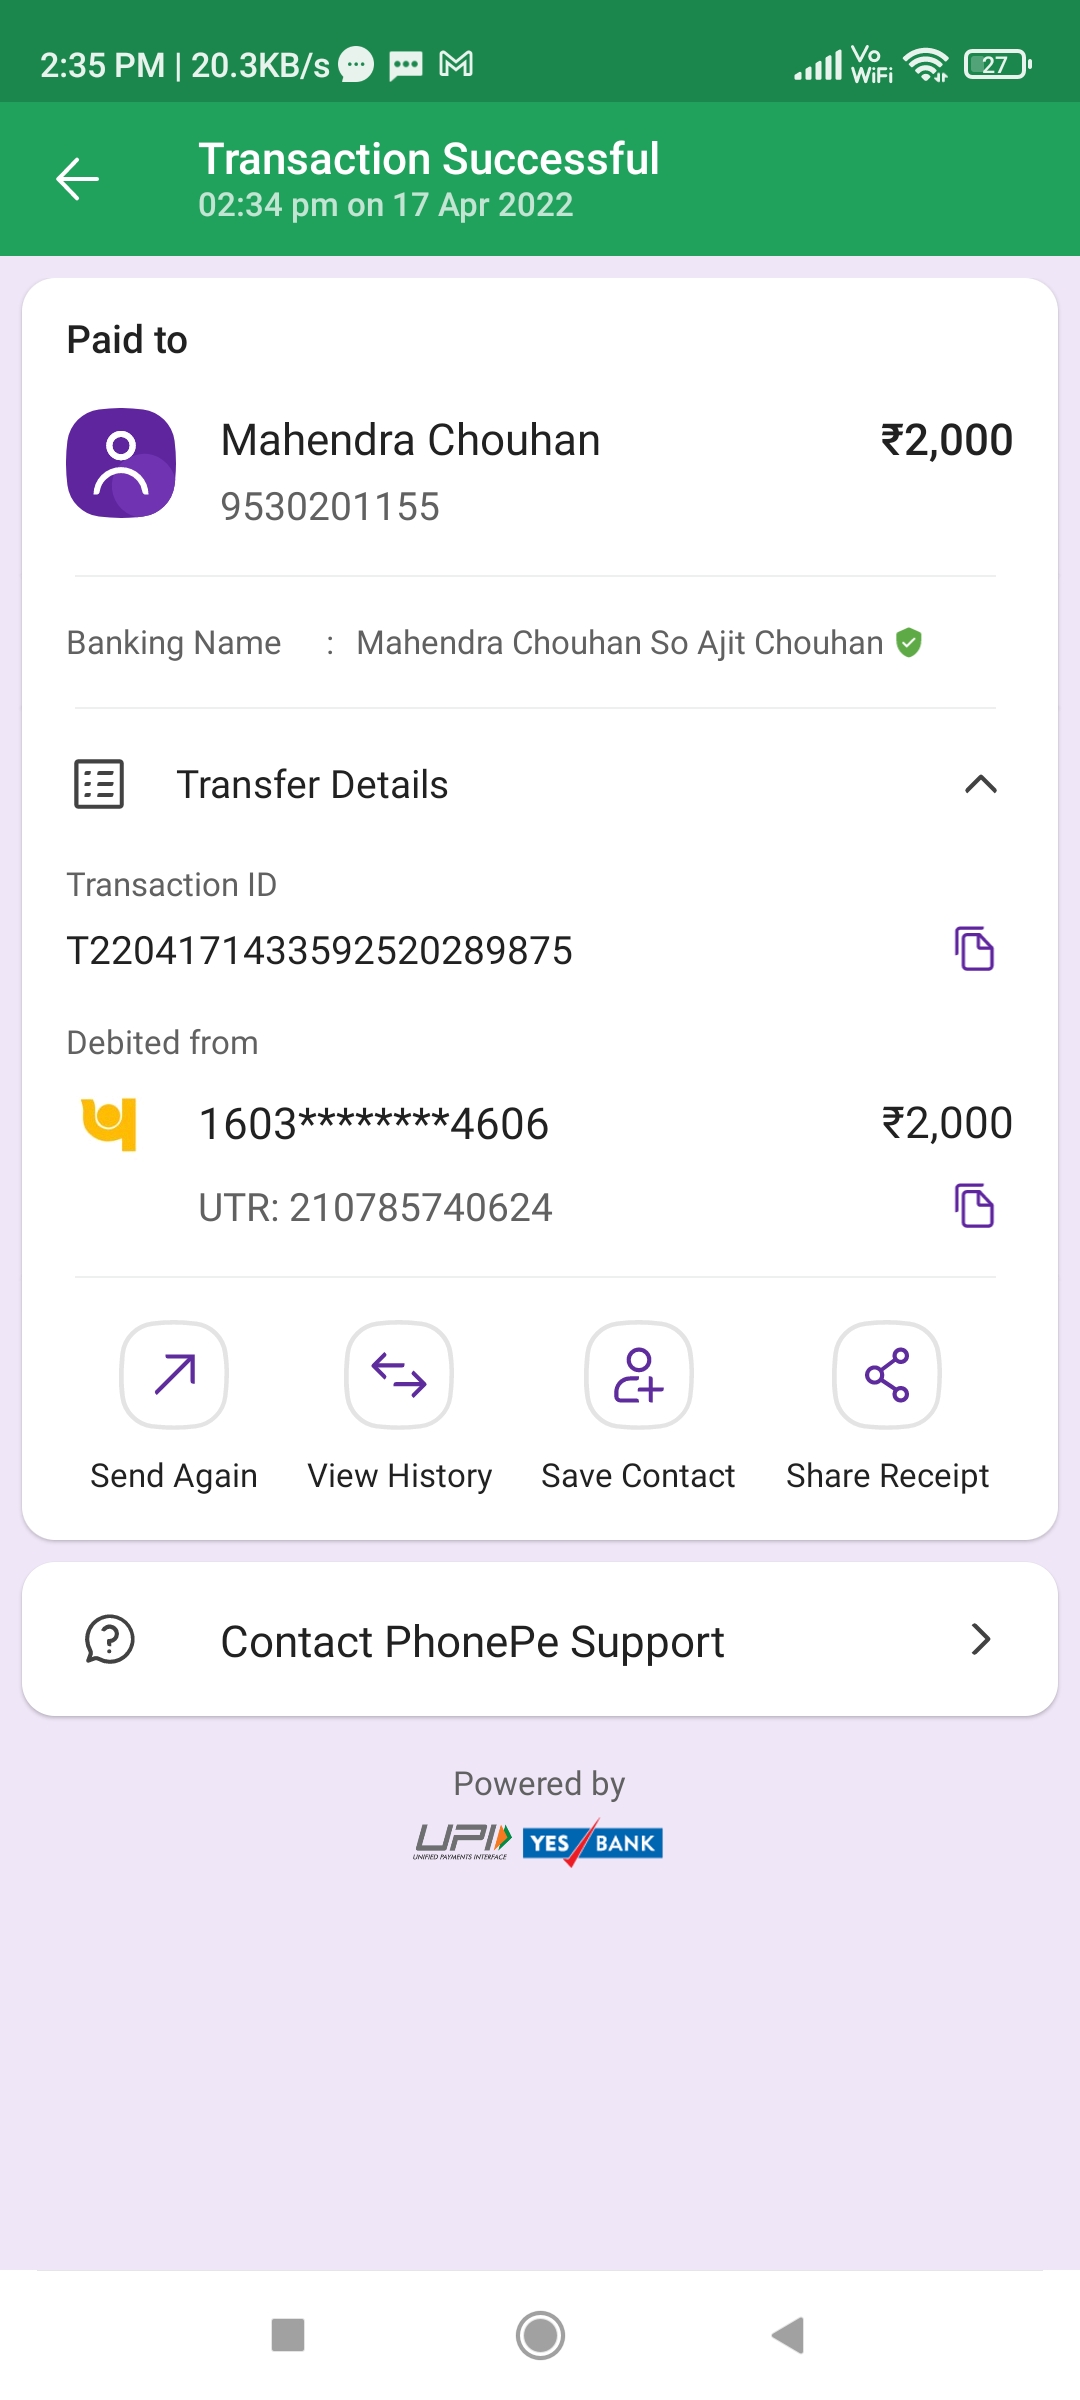 2:35 PM | 20.3KB/s
Vo
WiFi
27
Transaction Successful
02:34 pm on 17 Apr 2022
Paid to
Mahendra Chouhan
₹2,000
9530201155
Banking Name : Mahendra Chouhan So Ajit Chouhan
Transfer Details
Transaction ID
T2204171433592520289875
Debited from
1603********4606
₹2,000
UTR: 210785740624
Send Again
View History
Save Contact
Share Receipt
Contact PhonePe Support
Powered by
UPI
UNIFIED PAYMENTS INTERFACE
YES BANK